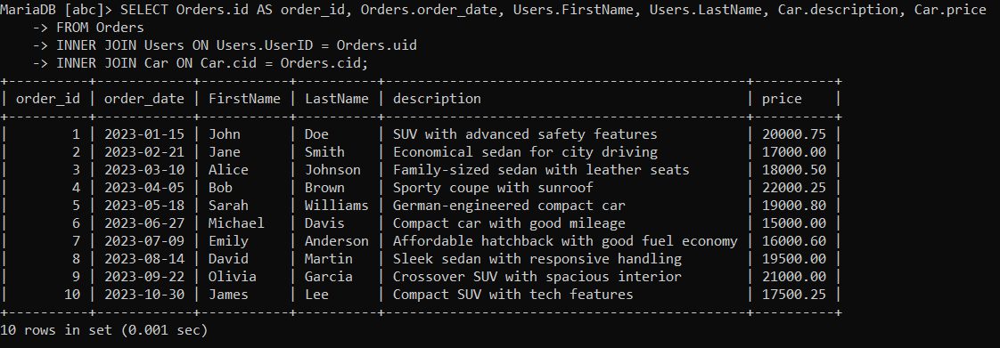 MariaDB [abc]> SELECT Orders.id AS order_id, Orders.order_date, Users.FirstName, Users.LastName, Car.description, Car.price
    -> FROM Orders
    -> INNER JOIN Users ON Users.UserID = Orders.uid
    -> INNER JOIN Car ON Car.cid = Orders.cid;
+----------+------------+-----------+----------+--------------------------------------------+----------+
| order_id | order_date | FirstName | LastName | description                                | price    |
+----------+------------+-----------+----------+--------------------------------------------+----------+
|        1 | 2023-01-15 | John      | Doe      | SUV with advanced safety features          | 20000.75 |
|        2 | 2023-02-21 | Jane      | Smith    | Economical sedan for city driving          | 17000.00 |
|        3 | 2023-03-10 | Alice     | Johnson  | Family-sized sedan with leather seats      | 18000.50 |
|        4 | 2023-04-05 | Bob       | Brown    | Sporty coupe with sunroof                  | 22000.25 |
|        5 | 2023-05-18 | Sarah     | Williams | German-engineered compact car              | 19000.80 |
|        6 | 2023-06-27 | Michael   | Davis    | Compact car with good mileage              | 15000.00 |
|        7 | 2023-07-09 | Emily     | Anderson | Affordable hatchback with good fuel economy | 16000.60 |
|        8 | 2023-08-14 | David     | Martin   | Sleek sedan with responsive handling       | 19500.00 |
|        9 | 2023-09-22 | Olivia    | Garcia   | Crossover SUV with spacious interior       | 21000.00 |
|       10 | 2023-10-30 | James     | Lee      | Compact SUV with tech features             | 17500.25 |
+----------+------------+-----------+----------+--------------------------------------------+----------+
10 rows in set (0.001 sec)